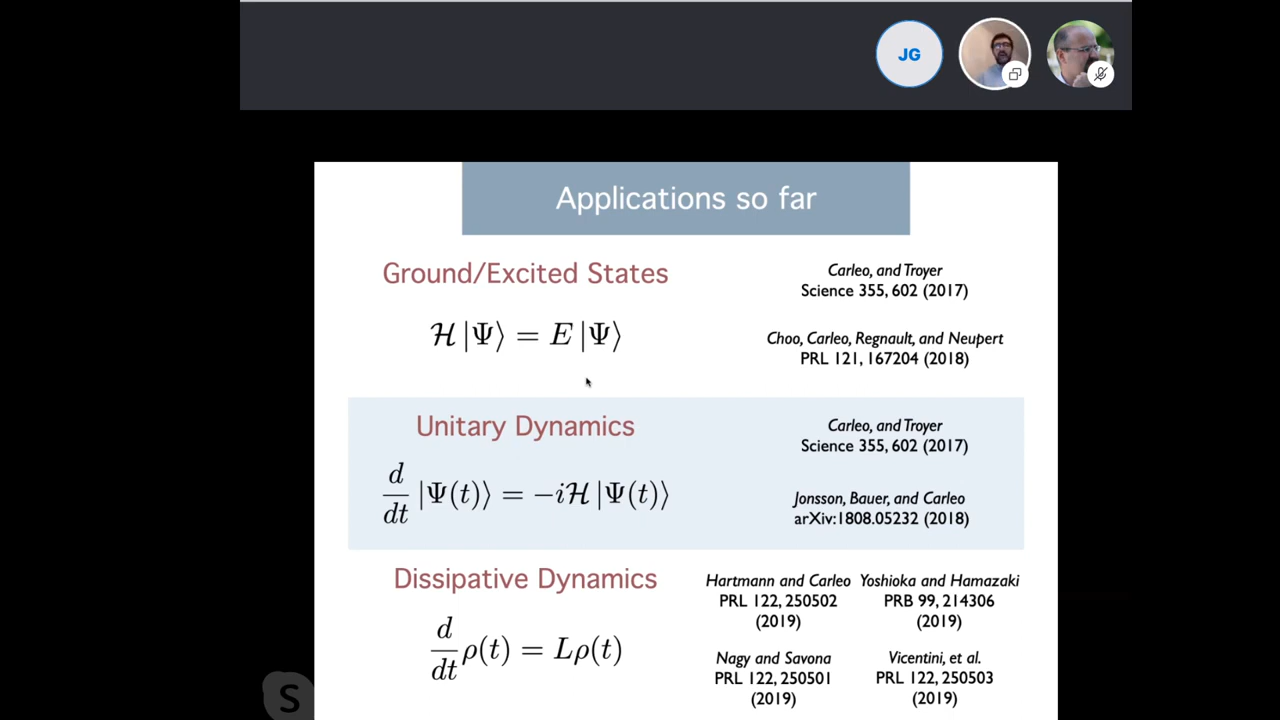 JG
Applications so far
Ground/Excited States
Carleo, and Troyer
Science 355, 602 (2017)
ℋ|Ψ⟩ = E|Ψ⟩
Choo, Carleo, Regnault, and Neupert
PRL 121, 167204 (2018)
Unitary Dynamics
Carleo, and Troyer
Science 355, 602 (2017)
d/dt |Ψ(t)⟩ = −iℋ|Ψ(t)⟩
Jonsson, Bauer, and Carleo
arXiv:1808.05232 (2018)
Dissipative Dynamics
d/dt ρ(t) = Lρ(t)
Hartmann and Carleo
PRL 122, 250502
(2019)
Yoshioka and Hamazaki
PRB 99, 214306
(2019)
Nagy and Savona
PRL 122, 250501
(2019)
Vicentini, et al.
PRL 122, 250503
(2019)
S